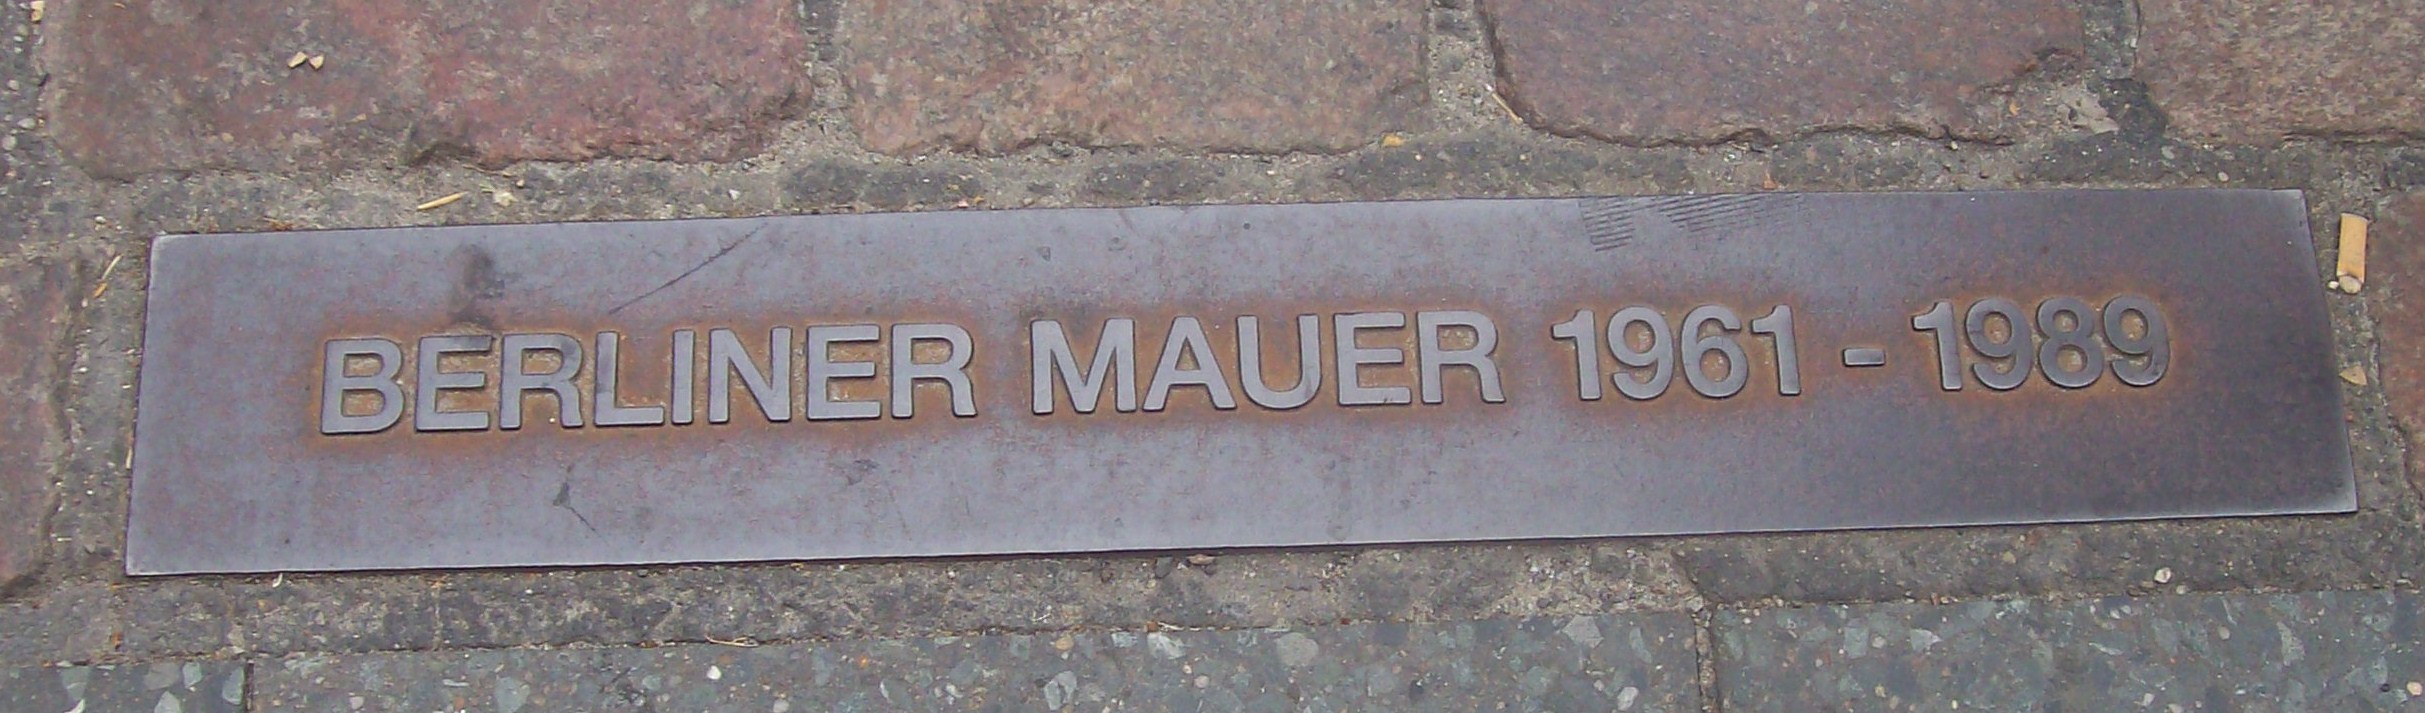 BERLINER MAUER 1961 - 1989